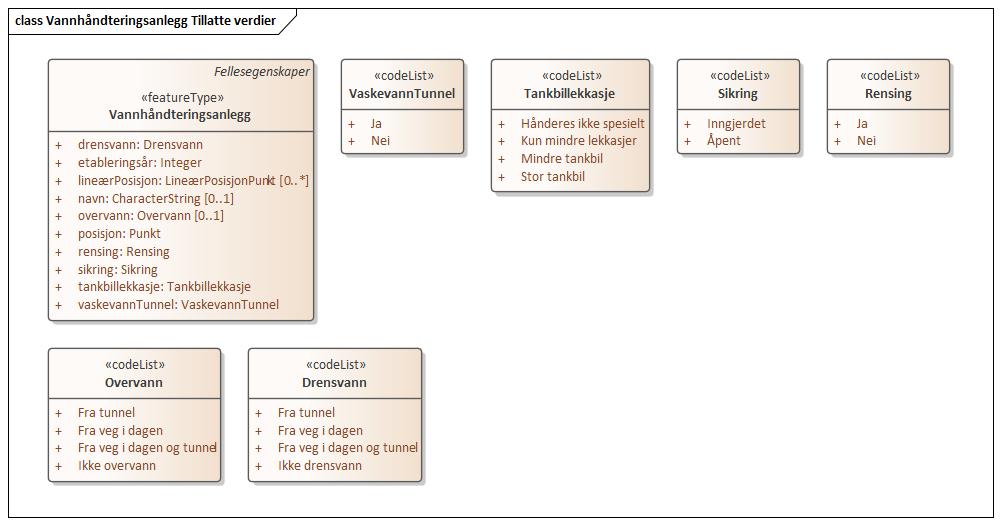 class Vannhåndteringsanlegg Tillatte verdier
Fellesegenskaper
«featureType»
Vannhåndteringsanlegg
+ drensvann: Drensvann
+ etableringsår: Integer
+ lineærPosisjon: LineærPosisjonPunkt [0..*]
+ navn: CharacterString [0..1]
+ overvann: Overvann [0..1]
+ posisjon: Punkt
+ rensing: Rensing
+ sikring: Sikring
+ tankbillekkasje: Tankbillekkasje
+ vaskevannTunnel: VaskevannTunnel
«codeList»
VaskevannTunnel
+ Ja
+ Nei
«codeList»
Tankbillekkasje
+ Hånderes ikke spesielt
+ Kun mindre lekkasjer
+ Mindre tankbil
+ Stor tankbil
«codeList»
Sikring
+ Inngjerdet
+ Åpent
«codeList»
Rensing
+ Ja
+ Nei
«codeList»
Overvann
+ Fra tunnel
+ Fra veg i dagen
+ Fra veg i dagen og tunnel
+ Ikke overvann
«codeList»
Drensvann
+ Fra tunnel
+ Fra veg i dagen
+ Fra veg i dagen og tunnel
+ Ikke drensvann